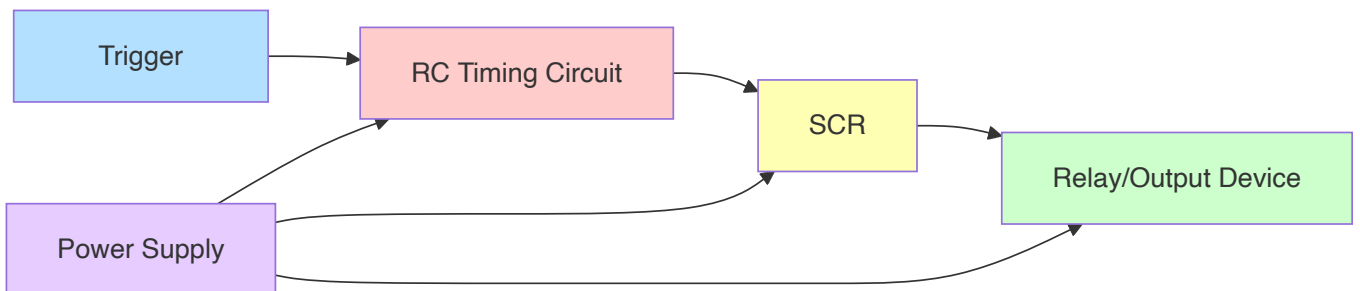 Trigger
RC Timing Circuit
SCR
Relay/Output Device
Power Supply